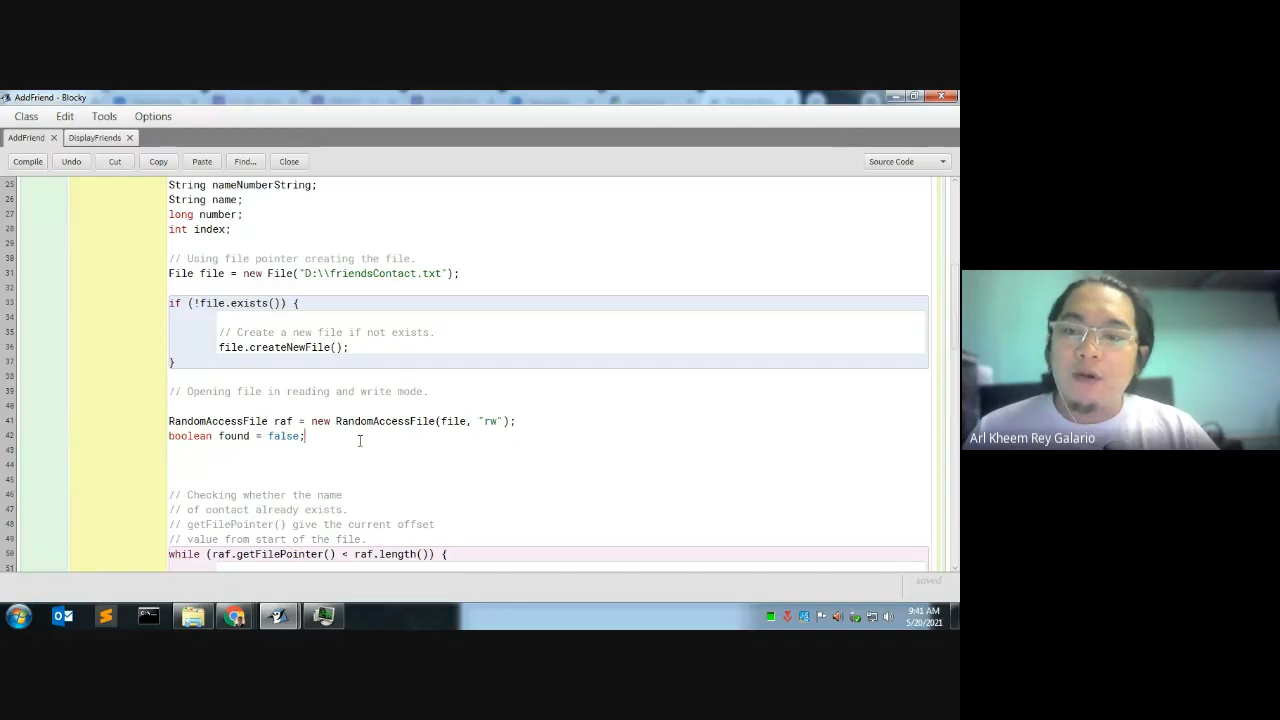 AddFriend - Blocky
Class Edit Tools Options
AddFriend DisplayFriends
Compile Undo Cut Copy Paste Find... Close Source Code
25 String nameNumberString;
26 String name;
27 long number;
28 int index;
29
30 // Using file pointer creating the file.
31 File file = new File("D:\\friendsContact.txt");
32
33 if (!file.exists()) {
34
35 // Create a new file if not exists.
36 file.createNewFile();
37 }
38
39 // Opening file in reading and write mode.
40
41 RandomAccessFile raf = new RandomAccessFile(file, "rw");
42 boolean found = false;
43
44
45
46 // Checking whether the name
47 // of contact already exists.
48 // getFilePointer() give the current offset
49 // value from start of the file.
50 while (raf.getFilePointer() < raf.length()) {
51
saved
Arl Kheem Rey Galario
9:41 AM
5/20/2021